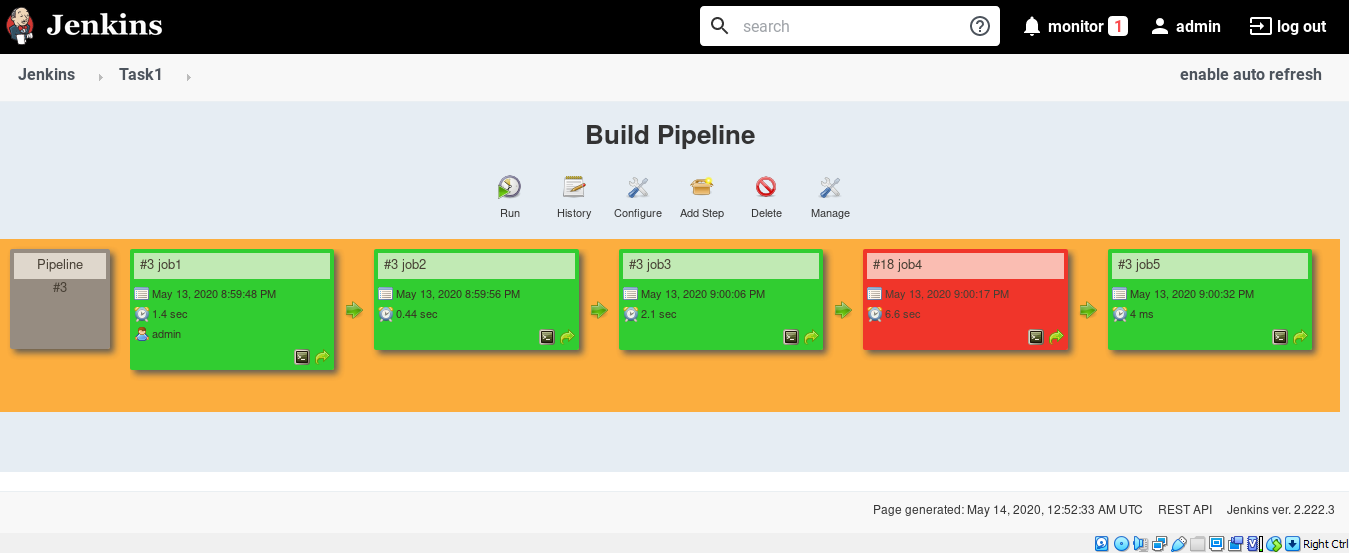 Jenkins
search
monitor 1
admin
log out
Jenkins
Task1
enable auto refresh
Build Pipeline
Run
History
Configure
Add Step
Delete
Manage
Pipeline
#3
#3 job1
May 13, 2020 8:59:48 PM
1.4 sec
admin
#3 job2
May 13, 2020 8:59:56 PM
0.44 sec
#3 job3
May 13, 2020 9:00:06 PM
2.1 sec
#18 job4
May 13, 2020 9:00:17 PM
6.6 sec
#3 job5
May 13, 2020 9:00:32 PM
4 ms
Page generated: May 14, 2020, 12:52:33 AM UTC
REST API
Jenkins ver. 2.222.3
Right Ctrl